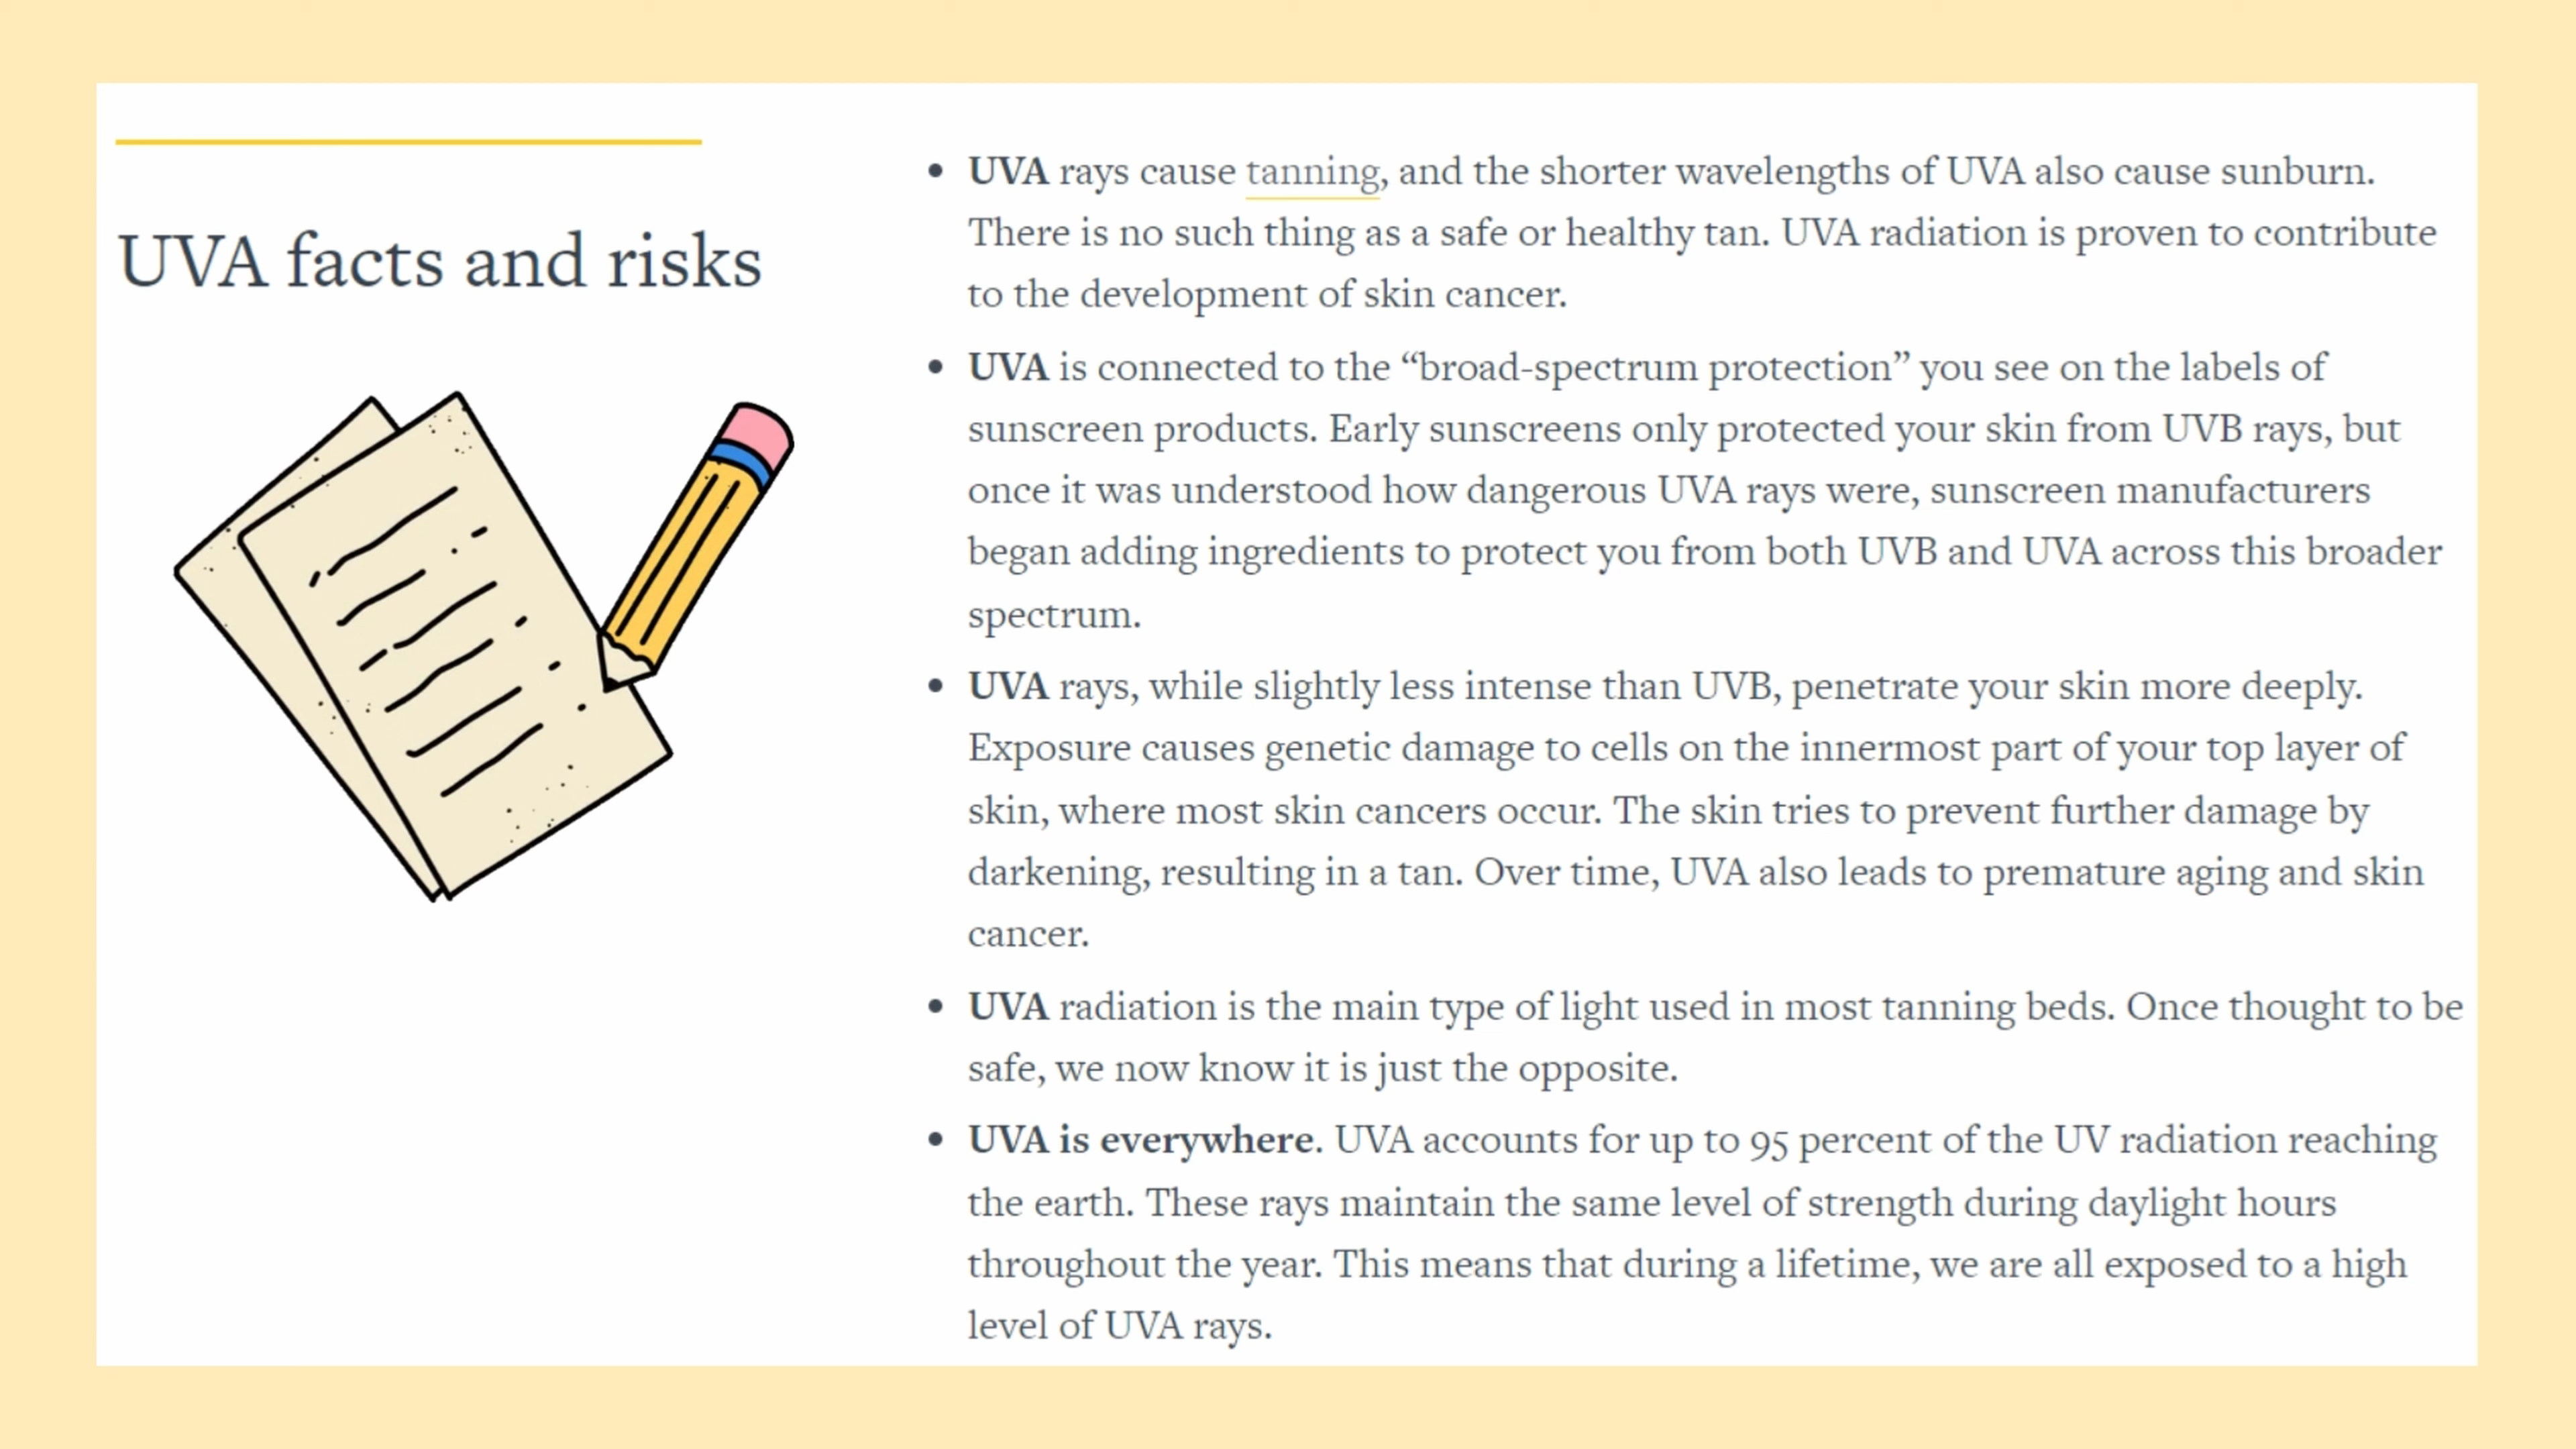 UVA facts and risks
• UVA rays cause tanning, and the shorter wavelengths of UVA also cause sunburn.
There is no such thing as a safe or healthy tan. UVA radiation is proven to contribute
to the development of skin cancer.
• UVA is connected to the “broad-spectrum protection” you see on the labels of
sunscreen products. Early sunscreens only protected your skin from UVB rays, but
once it was understood how dangerous UVA rays were, sunscreen manufacturers
began adding ingredients to protect you from both UVB and UVA across this broader
spectrum.
• UVA rays, while slightly less intense than UVB, penetrate your skin more deeply.
Exposure causes genetic damage to cells on the innermost part of your top layer of
skin, where most skin cancers occur. The skin tries to prevent further damage by
darkening, resulting in a tan. Over time, UVA also leads to premature aging and skin
cancer.
• UVA radiation is the main type of light used in most tanning beds. Once thought to be
safe, we now know it is just the opposite.
• UVA is everywhere. UVA accounts for up to 95 percent of the UV radiation reaching
the earth. These rays maintain the same level of strength during daylight hours
throughout the year. This means that during a lifetime, we are all exposed to a high
level of UVA rays.